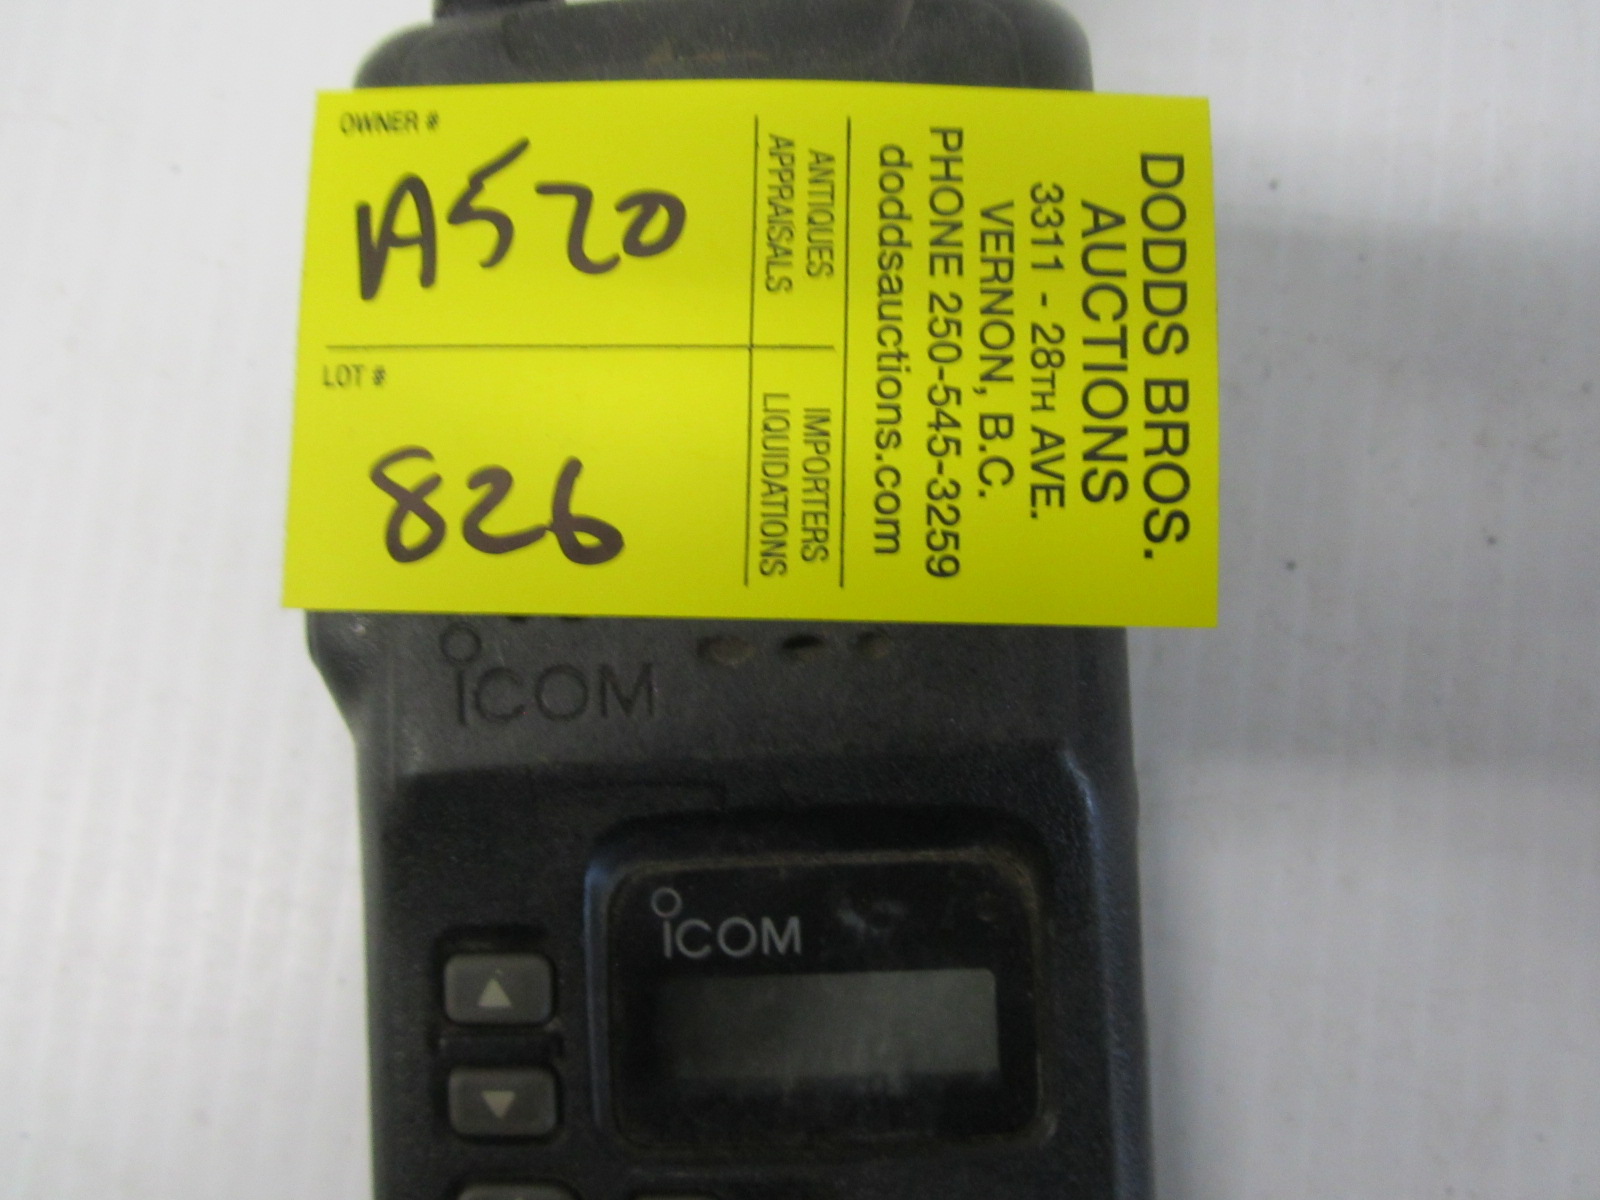 OWNER #
A520
LOT #
826
ANTIQUES
APPRAISALS
IMPORTERS
LIQUIDATIONS
DODDS BROS.
AUCTIONS
3311 - 28TH AVE.
VERNON, B.C.
PHONE 250-545-3259
doddsauctions.com
iCOM
iCOM